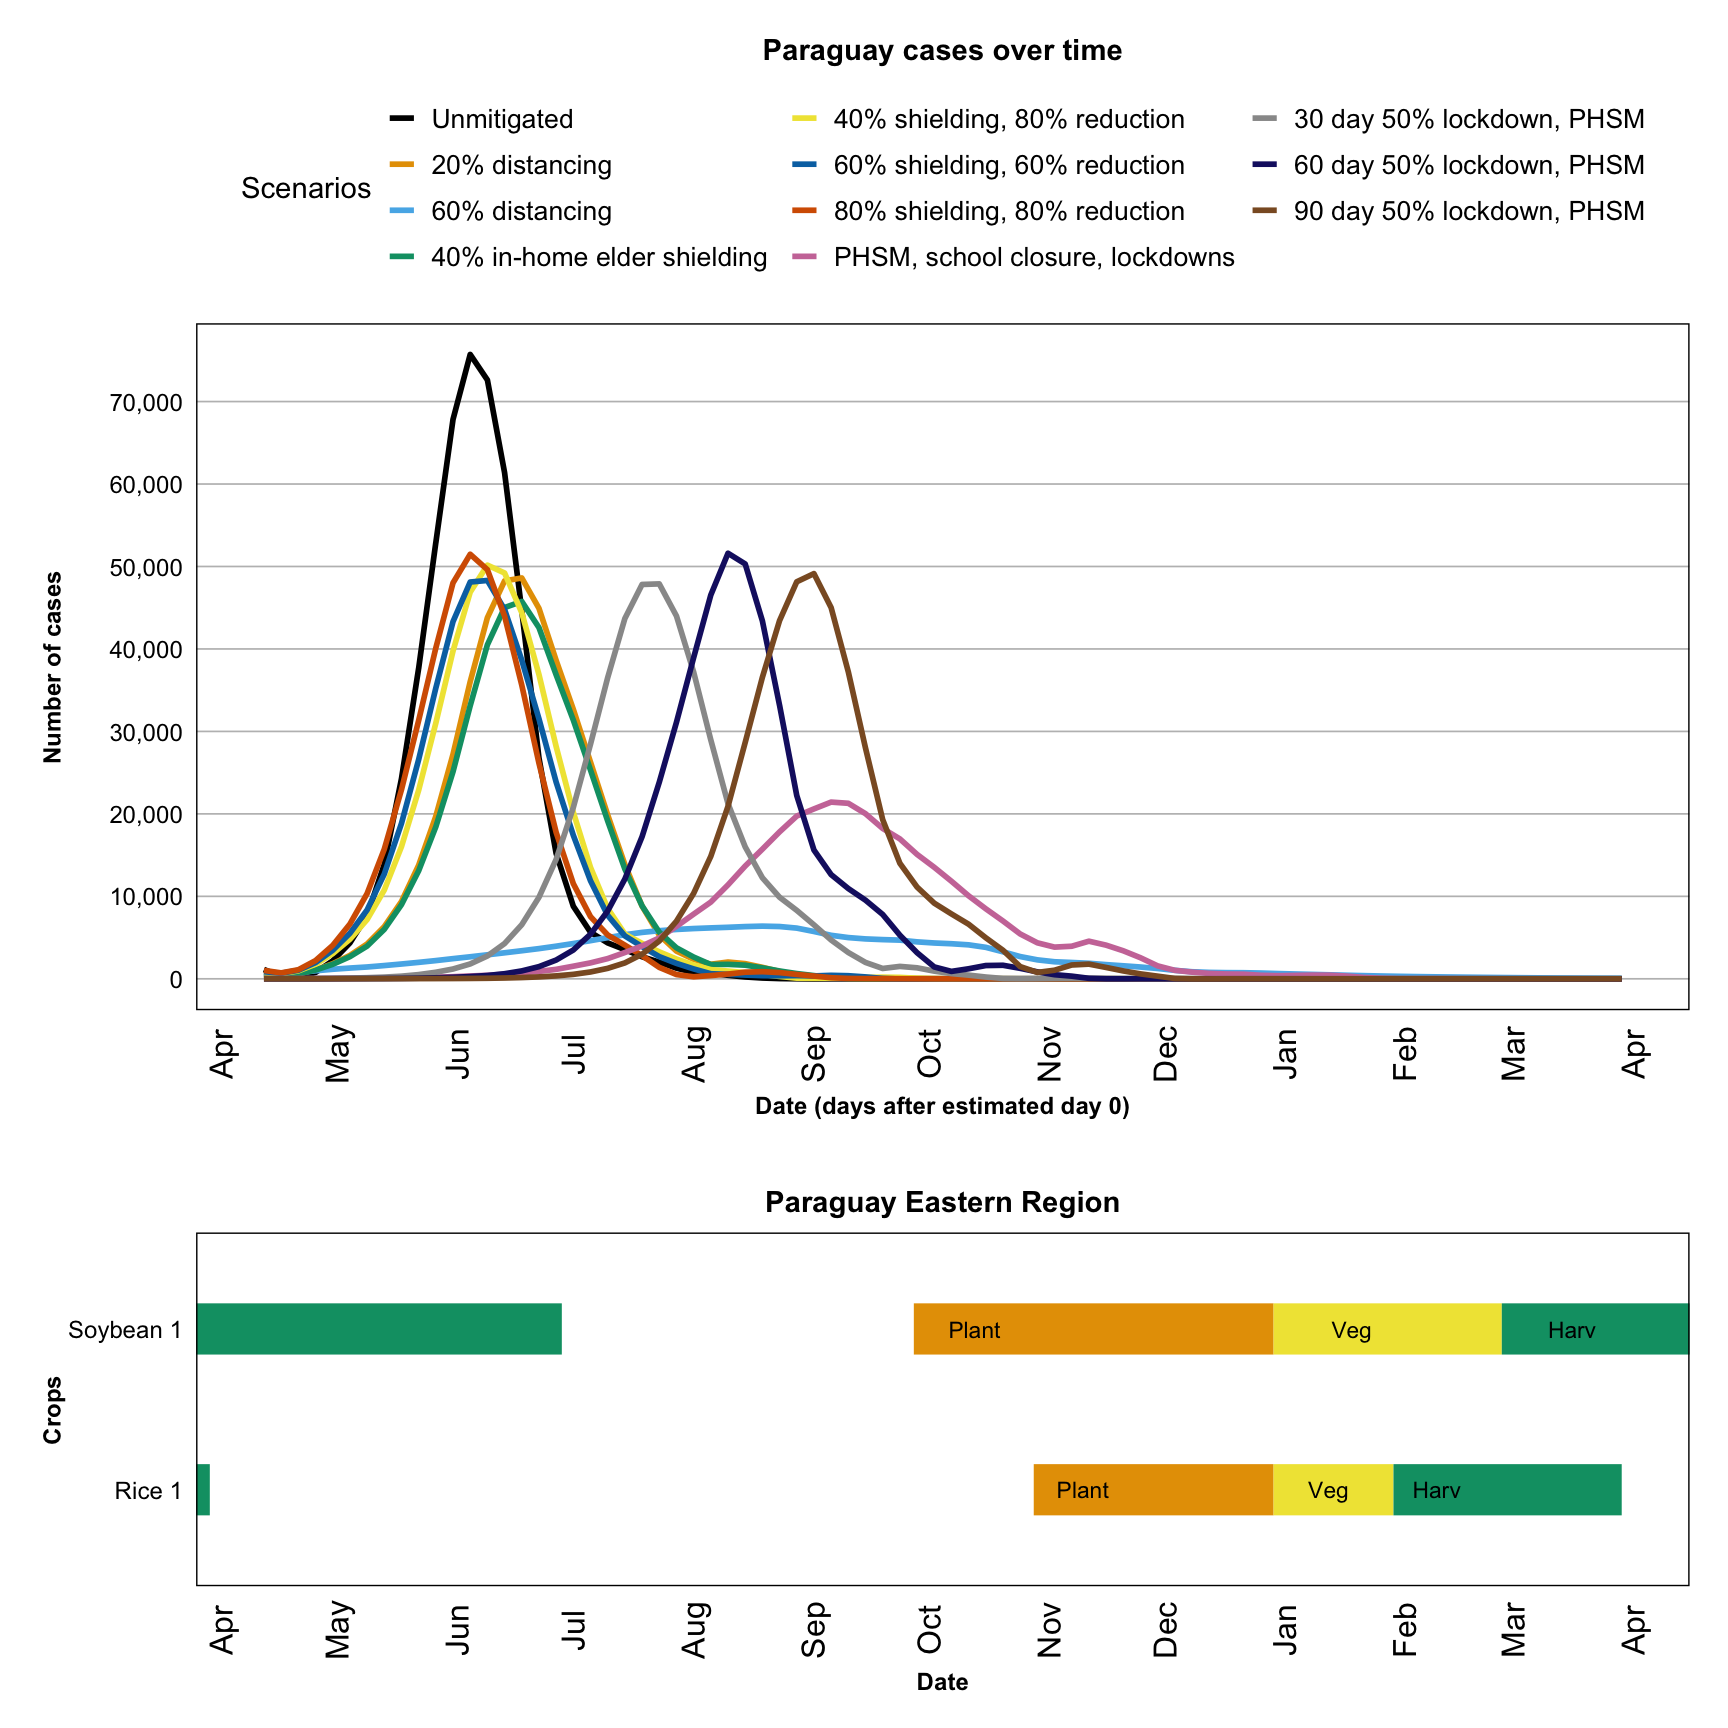 Paraguay cases over time
Scenarios
Unmitigated
20% distancing
60% distancing
40% in-home elder shielding
40% shielding, 80% reduction
60% shielding, 60% reduction
80% shielding, 80% reduction
PHSM, school closure, lockdowns
30 day 50% lockdown, PHSM
60 day 50% lockdown, PHSM
90 day 50% lockdown, PHSM
Number of cases
70,000
60,000
50,000
40,000
30,000
20,000
10,000
0
Apr May Jun Jul Aug Sep Oct Nov Dec Jan Feb Mar Apr
Date (days after estimated day 0)
Paraguay Eastern Region
Crops
Soybean 1
Plant Veg Harv
Rice 1
Plant Veg Harv
Apr May Jun Jul Aug Sep Oct Nov Dec Jan Feb Mar Apr
Date